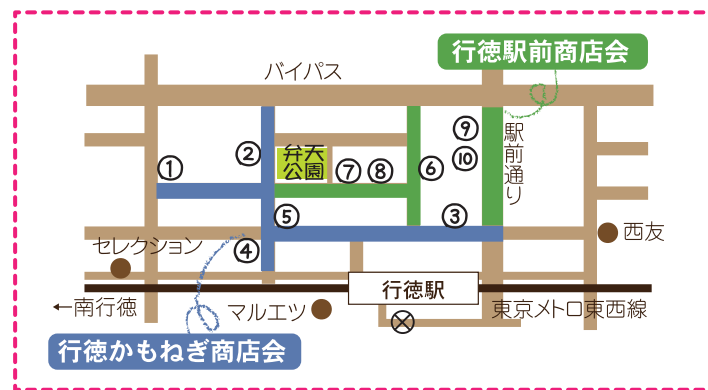 行徳駅前商店会
バイパス
駅前通り
弁天
公園
①
②
⑦
⑧
⑥
⑨
⑩
⑤
③
④
西友
セレクション
行徳駅
←南行徳
マルエツ
東京メトロ東西線
行徳かもねぎ商店会